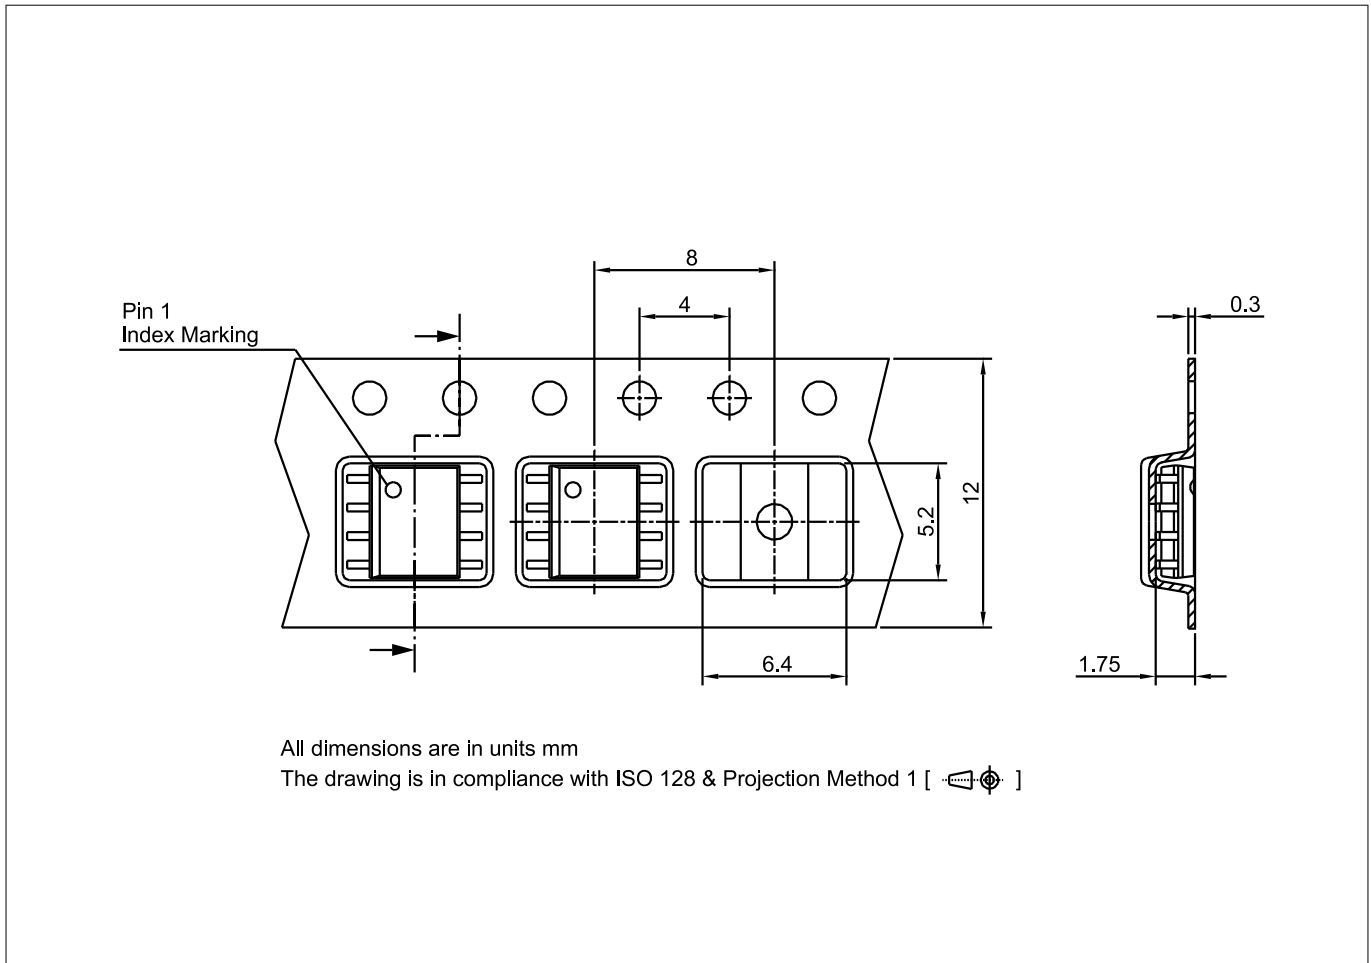 8
4
0.3
Pin 1
Index Marking
12
5.2
6.4
1.75
All dimensions are in units mm
The drawing is in compliance with ISO 128 & Projection Method 1 [ ]